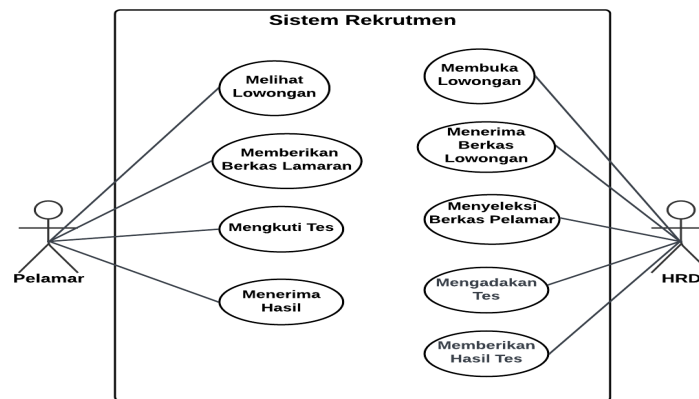 Sistem Rekrutmen
Melihat
Lowongan
Memberikan
Berkas Lamaran
Mengkuti Tes
Menerima
Hasil
Membuka
Lowongan
Menerima
Berkas
Lowongan
Menyeleksi
Berkas Pelamar
Mengadakan
Tes
Memberikan
Hasil Tes
Pelamar
HRD